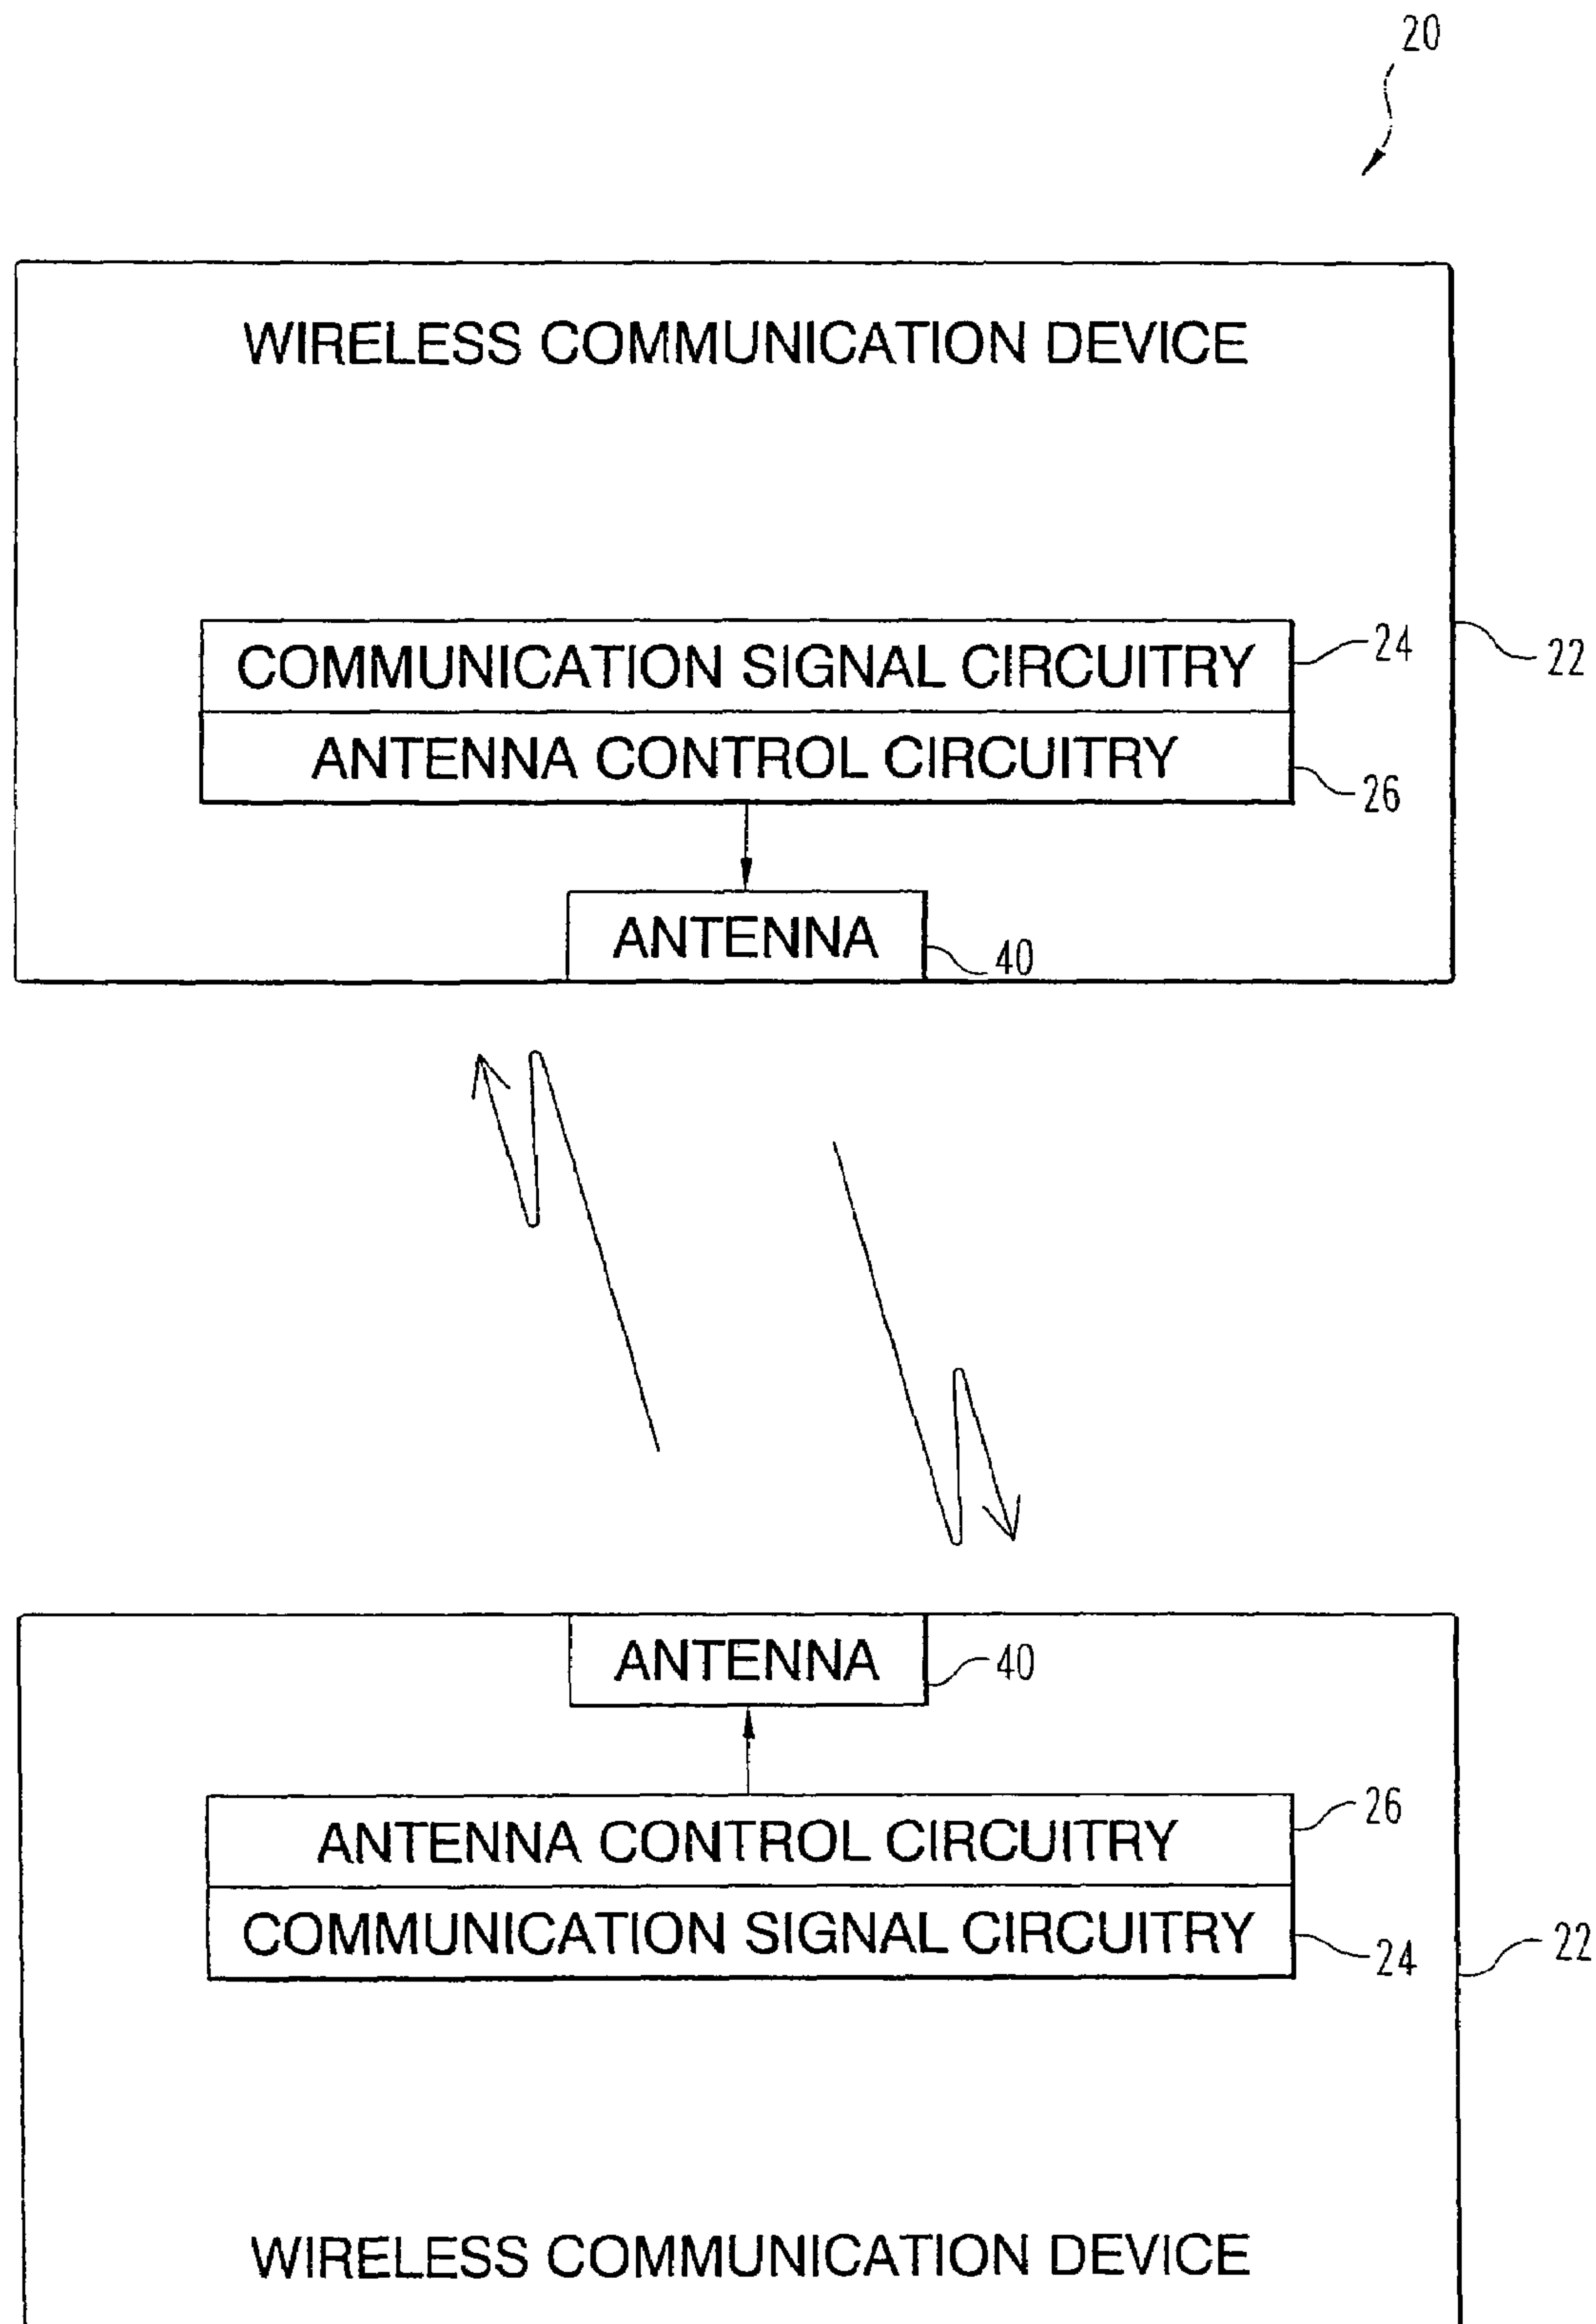 20
WIRELESS COMMUNICATION DEVICE
COMMUNICATION SIGNAL CIRCUITRY
24
22
ANTENNA CONTROL CIRCUITRY
26
ANTENNA
40
ANTENNA
40
ANTENNA CONTROL CIRCUITRY
26
COMMUNICATION SIGNAL CIRCUITRY
24
22
WIRELESS COMMUNICATION DEVICE